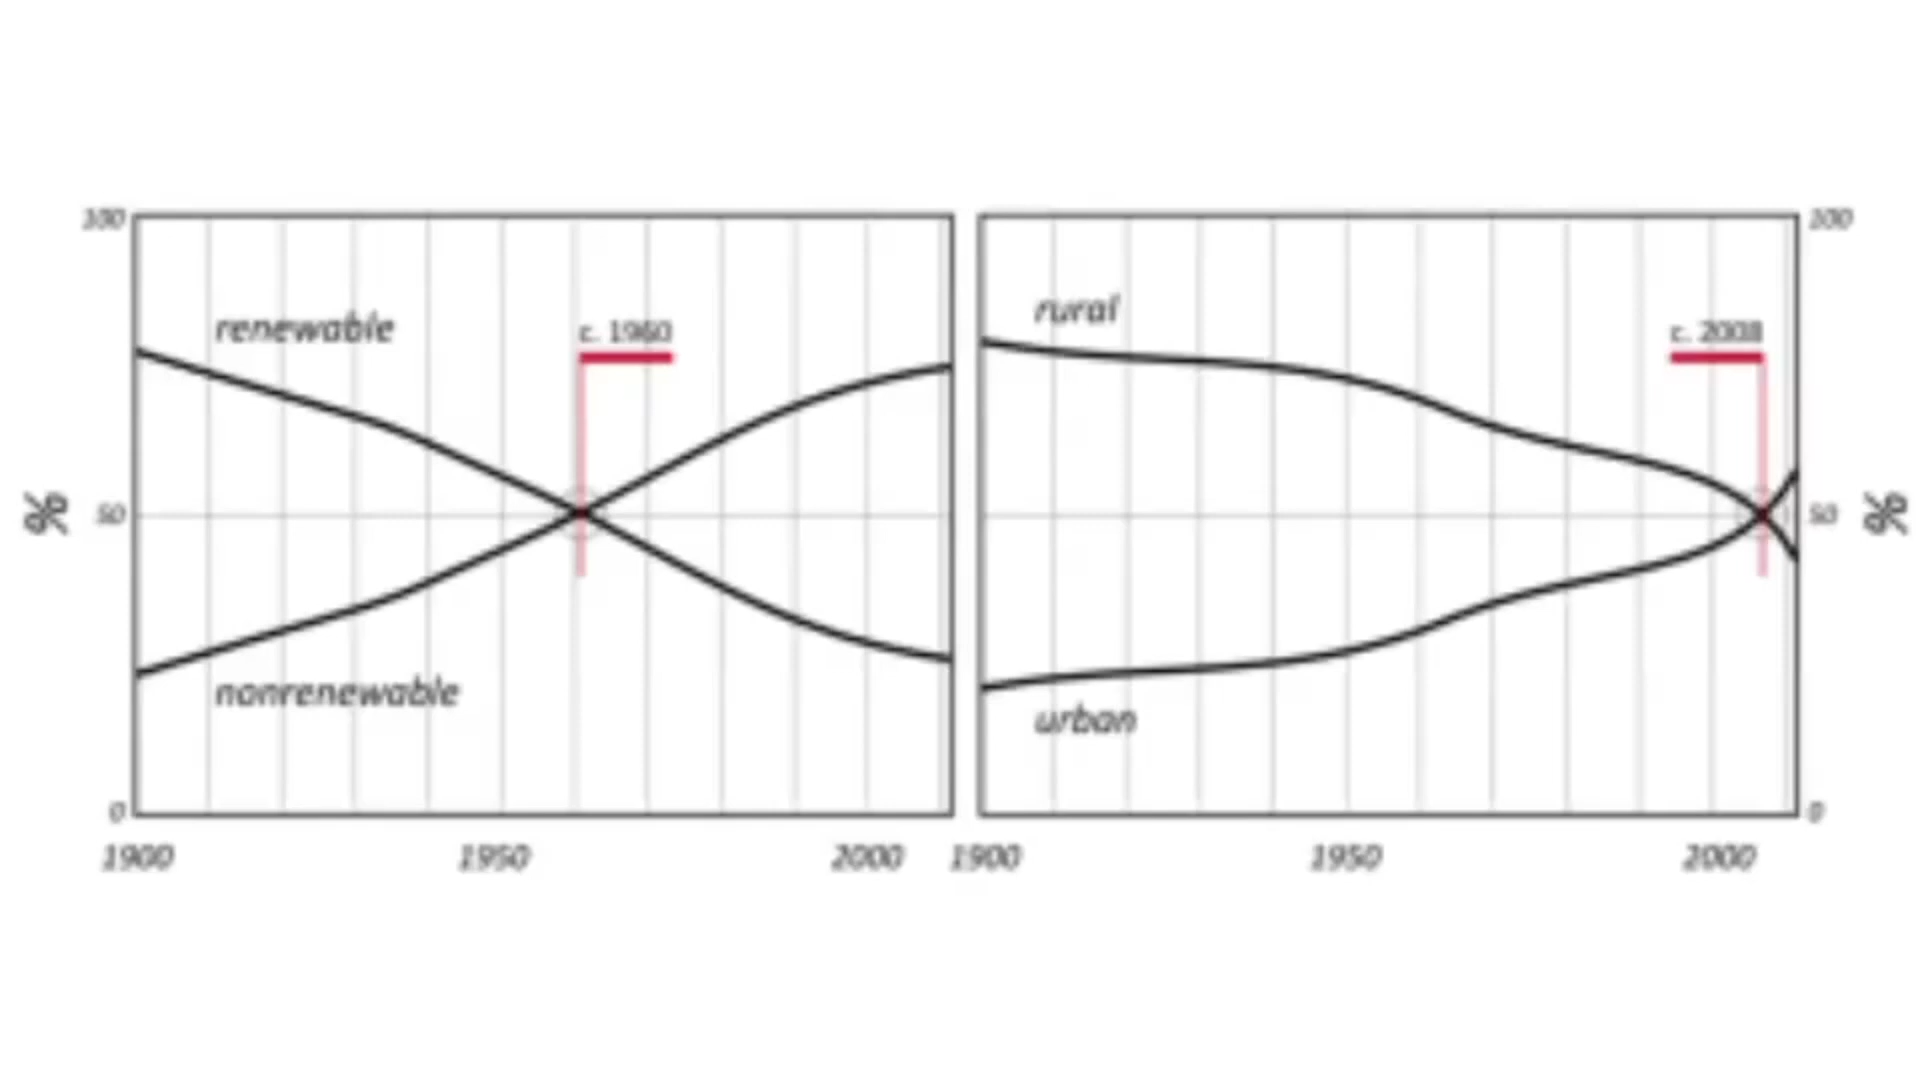 100
100
rural
renewable
c. 1960
c. 2008
%
50
50
%
nonrenewable
urban
0
0
1900
1950
2000
1900
1950
2000